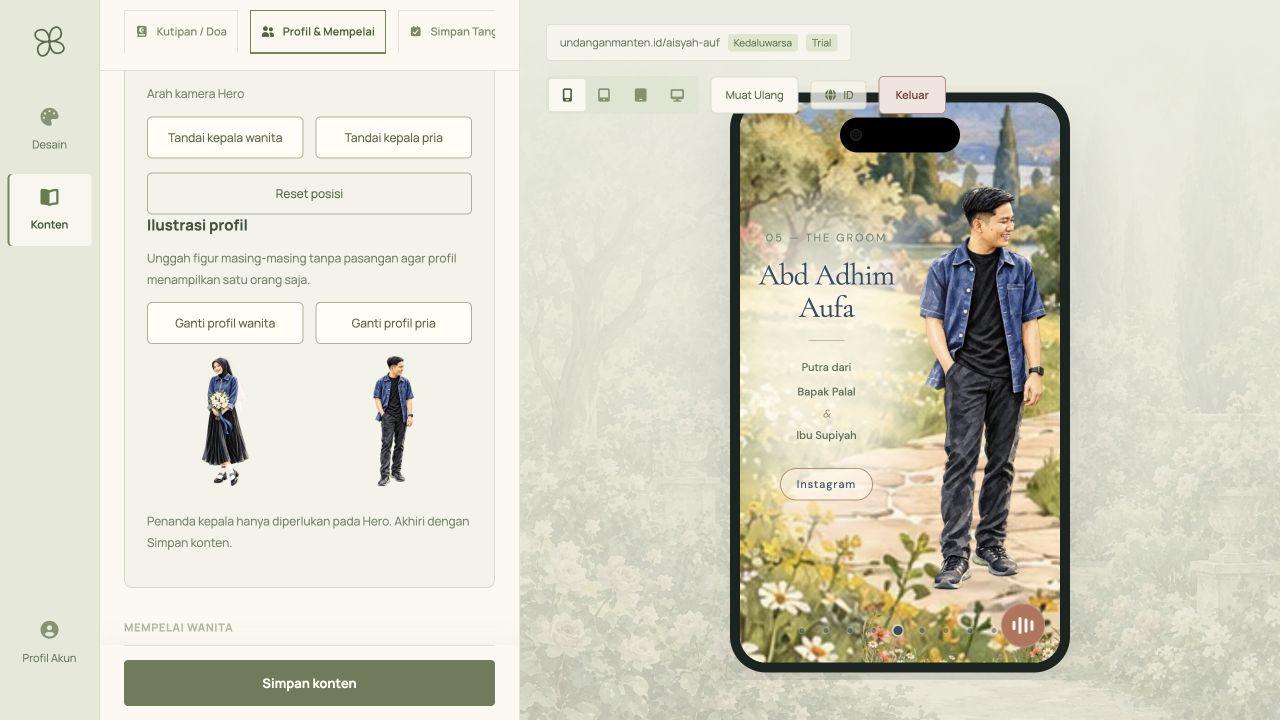 Desain
Konten
Profil Akun
Kutipan / Doa
Profil & Mempelai
Simpan Tang
Arah kamera Hero
Tandai kepala wanita
Tandai kepala pria
Reset posisi
Ilustrasi profil
Unggah figur masing-masing tanpa pasangan agar profil
menampilkan satu orang saja.
Ganti profil wanita
Ganti profil pria
Penanda kepala hanya diperlukan pada Hero. Akhiri dengan
Simpan konten.
MEMPELAI WANITA
Simpan konten
undanganmanten.id/aisyah-auf
Kedaluwarsa
Trial
Muat Ulang
ID
Keluar
05 — THE GROOM
Abd Adhim
Aufa
Putra dari
Bapak Palal
&
Ibu Supiyah
Instagram